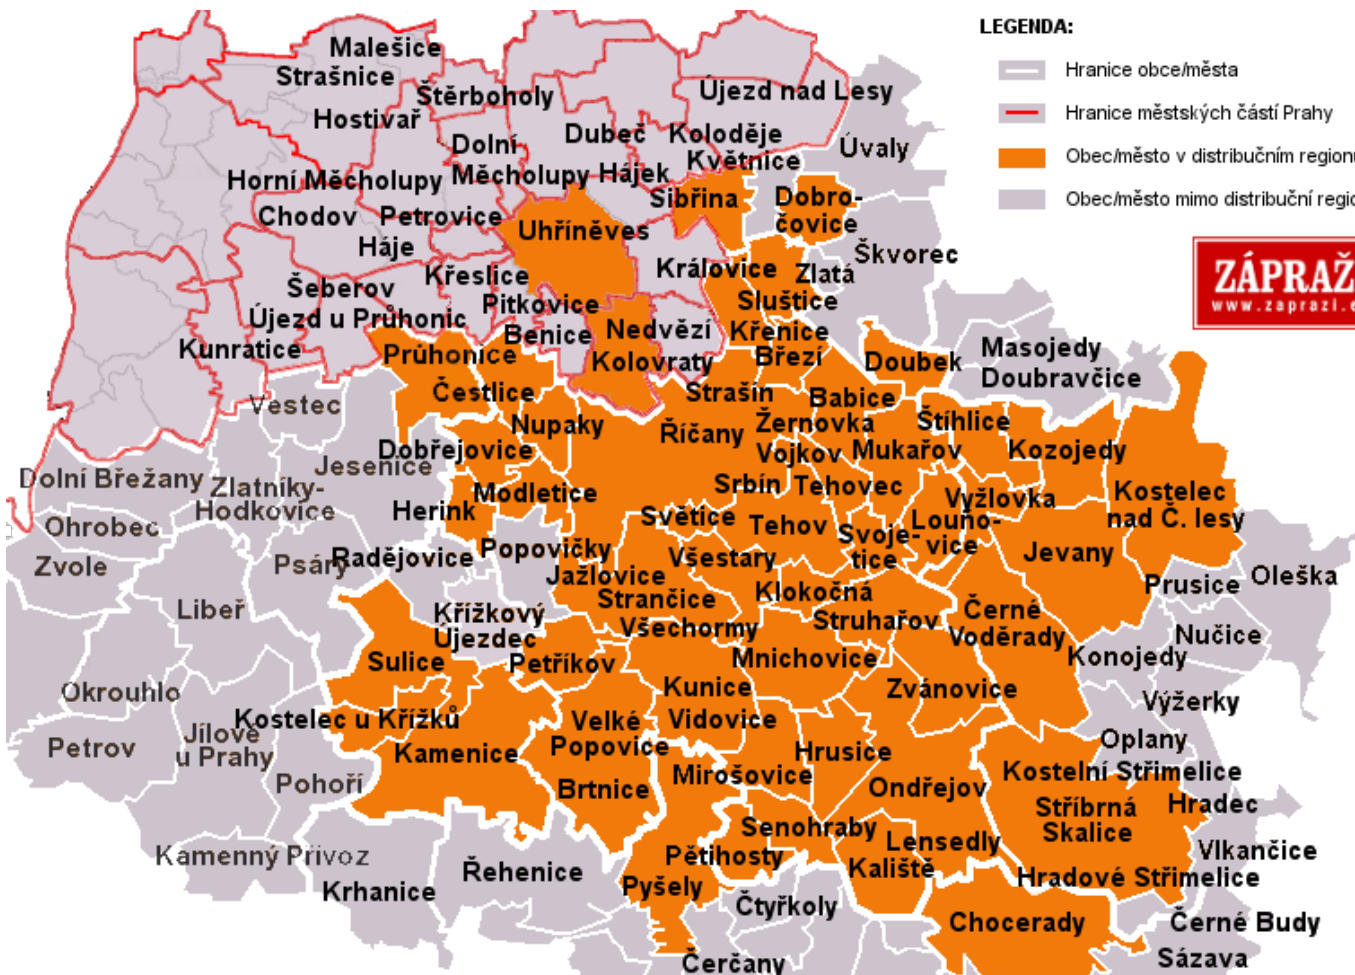 LEGENDA:
Hranice obce/města
Hranice městských částí Prahy
Obec/město v distribučním regionu
Obec/město mimo distribuční
ZÁPRAŽ
www.zaprazi.e
Malešice
Strašnice
Štěrboholy
Újezd nad Lesy
Hostivař
Dubeč
Koloděje
Úvaly
Dolní
Měcholupy
Květnice
Hájek
Horní Měcholupy
Sibřina
Dobro-
čovice
Chodov
Petrovice
Uhříněves
Háje
Škvorec
Křeslice
Královice
Zlatá
Šeberov
Pitkovice
Sluštice
Újezd u Průhonic
Benice
Nedvězí
Křenice
Kunratice
Průhonice
Kolovraty
Březí
Doubek
Masojedy
Doubravčice
Čestlice
Strašín
Babice
Vestec
Nupaky
Říčany
Žernovka
Štíhlice
Dobřejovice
Vojkov
Mukařov
Kozojedy
Jesenice
Dolní Břežany
Zlatníky-
Hodkovice
Modletice
Srbín
Tehovec
Vyžlovka
Kostelec
nad Č. lesy
Herink
Světice
Tehov
Svoje-
tice
Louňo-
vice
Ohrobec
Zvole
Psáry
Radějovice
Popovičky
Všestary
Jevany
Jažlovice
Strančice
Klokočná
Prusice
Oleška
Libeř
Křížkový
Újezdec
Všechormy
Struhařov
Černé
Voděrady
Nučice
Sulice
Petříkov
Mnichovice
Konojedy
Okrouhlo
Kunice
Zvánovice
Výžerky
Kostelec u Křížků
Velké
Popovice
Vidovice
Petrov
Jílové
u Prahy
Kamenice
Hrusice
Oplany
Pohoří
Brtnice
Mirošovice
Ondřejov
Kostelní Střimelice
Stříbrná
Skalice
Hradec
Senohraby
Lensedly
Kamenný Přívoz
Pětihosty
Kaliště
Vlkančice
Krhanice
Řehenice
Pyšely
Hradové Střimelice
Čtyřkoly
Chocerady
Černé Budy
Čerčany
Sázava